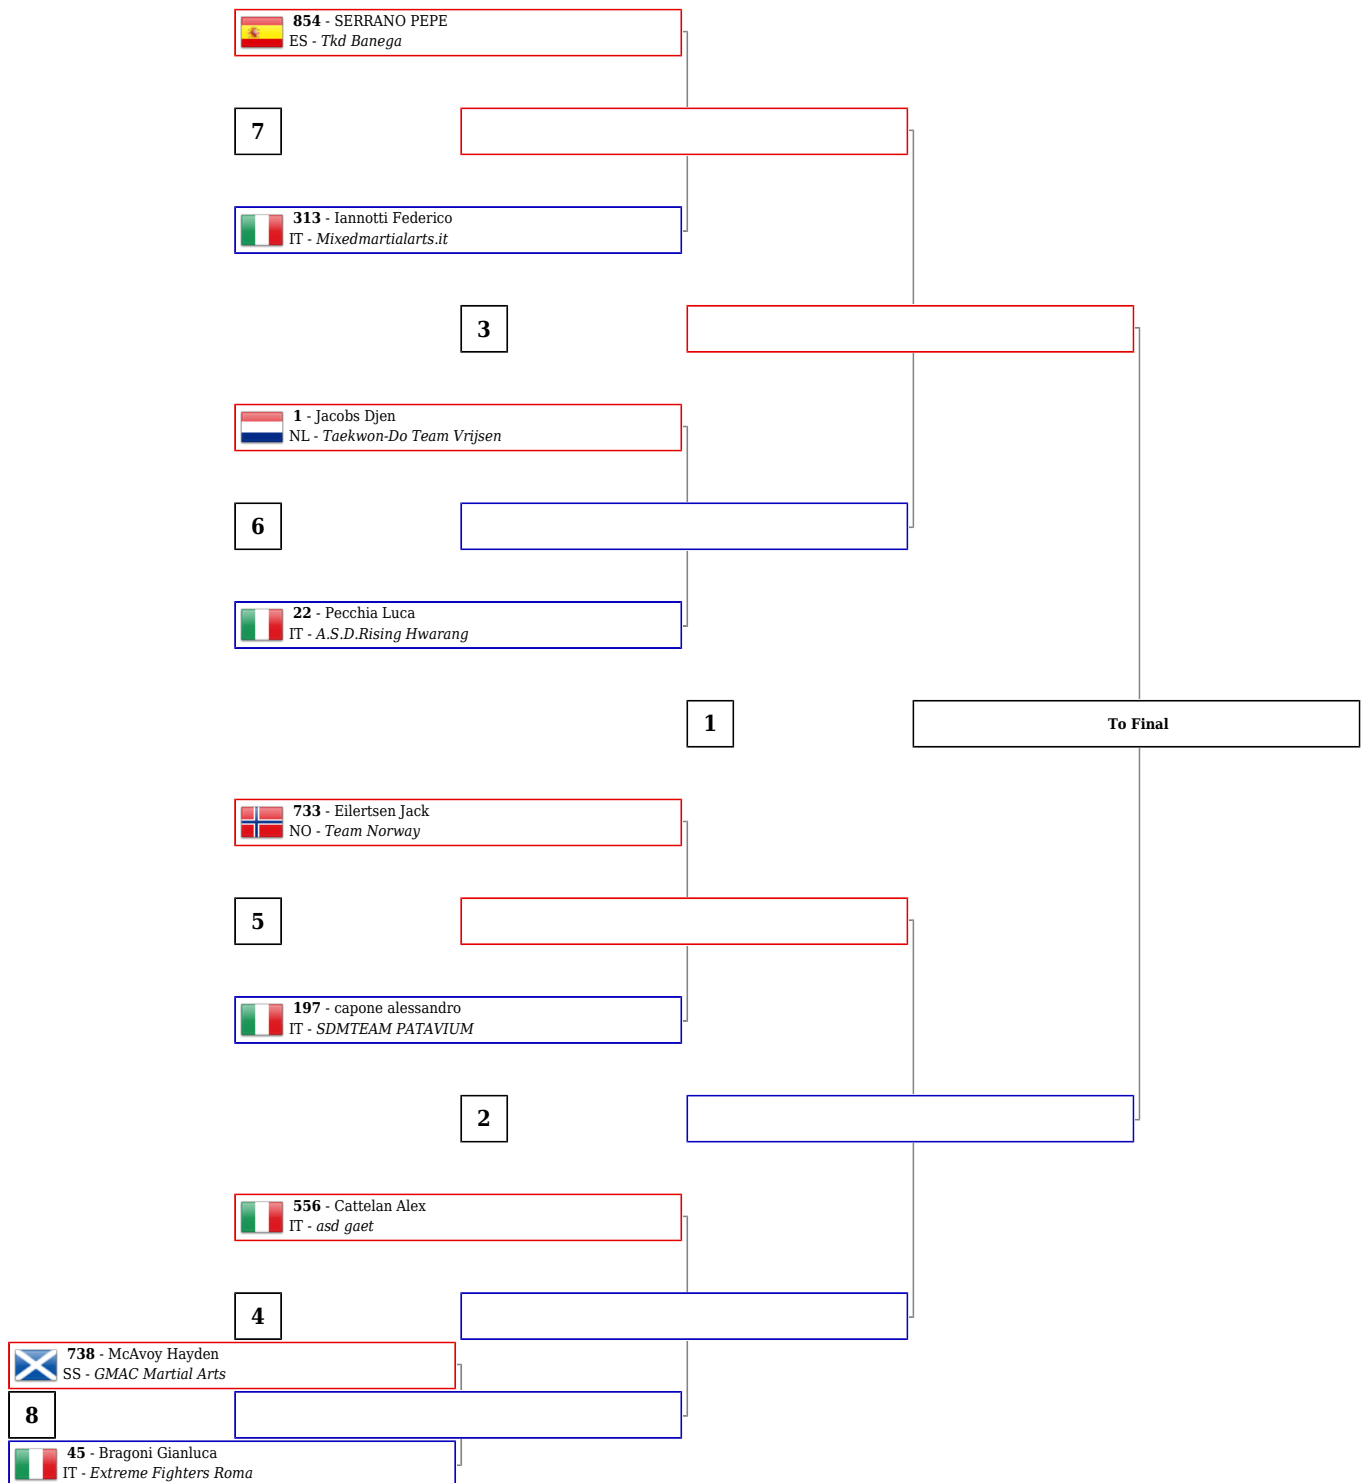 854 - SERRANO PEPE
ES - Tkd Banega
7
313 - Iannotti Federico
IT - Mixedmartialarts.it
3
1 - Jacobs Djen
NL - Taekwon-Do Team Vrijsen
6
22 - Pecchia Luca
IT - A.S.D.Rising Hwarang
1
To Final
733 - Eilertsen Jack
NO - Team Norway
5
197 - capone alessandro
IT - SDMTEAM PATAVIUM
2
556 - Cattelan Alex
IT - asd gaet
4
738 - McAvoy Hayden
SS - GMAC Martial Arts
8
45 - Bragoni Gianluca
IT - Extreme Fighters Roma